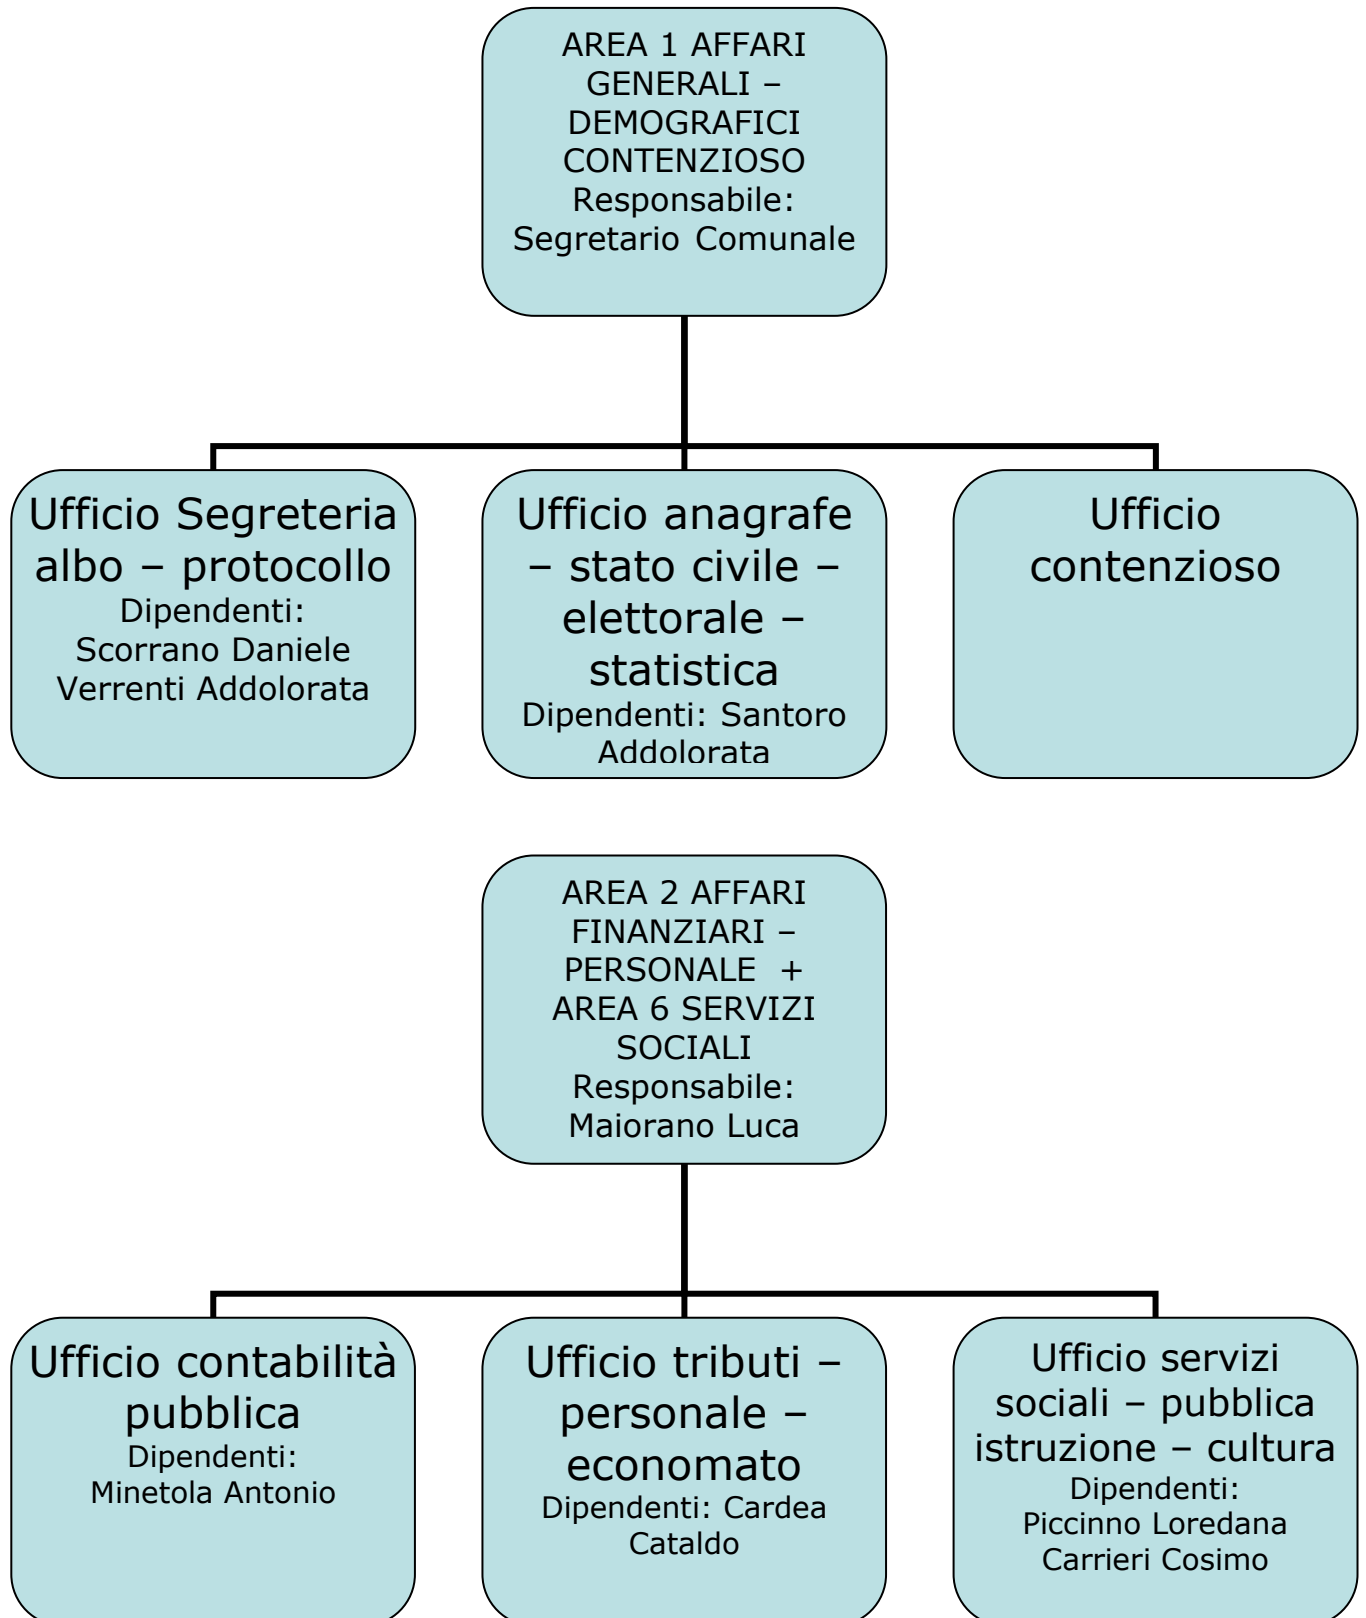 AREA 1 AFFARI
GENERALI –
DEMOGRAFICI
CONTENZIOSO
Responsabile:
Segretario Comunale
Ufficio Segreteria
albo – protocollo
Dipendenti:
Scorrano Daniele
Verrenti Addolorata
Ufficio anagrafe
– stato civile –
elettorale –
statistica
Dipendenti: Santoro
Addolorata
Ufficio
contenzioso
AREA 2 AFFARI
FINANZIARI –
PERSONALE +
AREA 6 SERVIZI
SOCIALI
Responsabile:
Maiorano Luca
Ufficio contabilità
pubblica
Dipendenti:
Minetola Antonio
Ufficio tributi –
personale –
economato
Dipendenti: Cardea
Cataldo
Ufficio servizi
sociali – pubblica
istruzione – cultura
Dipendenti:
Piccinno Loredana
Carrieri Cosimo